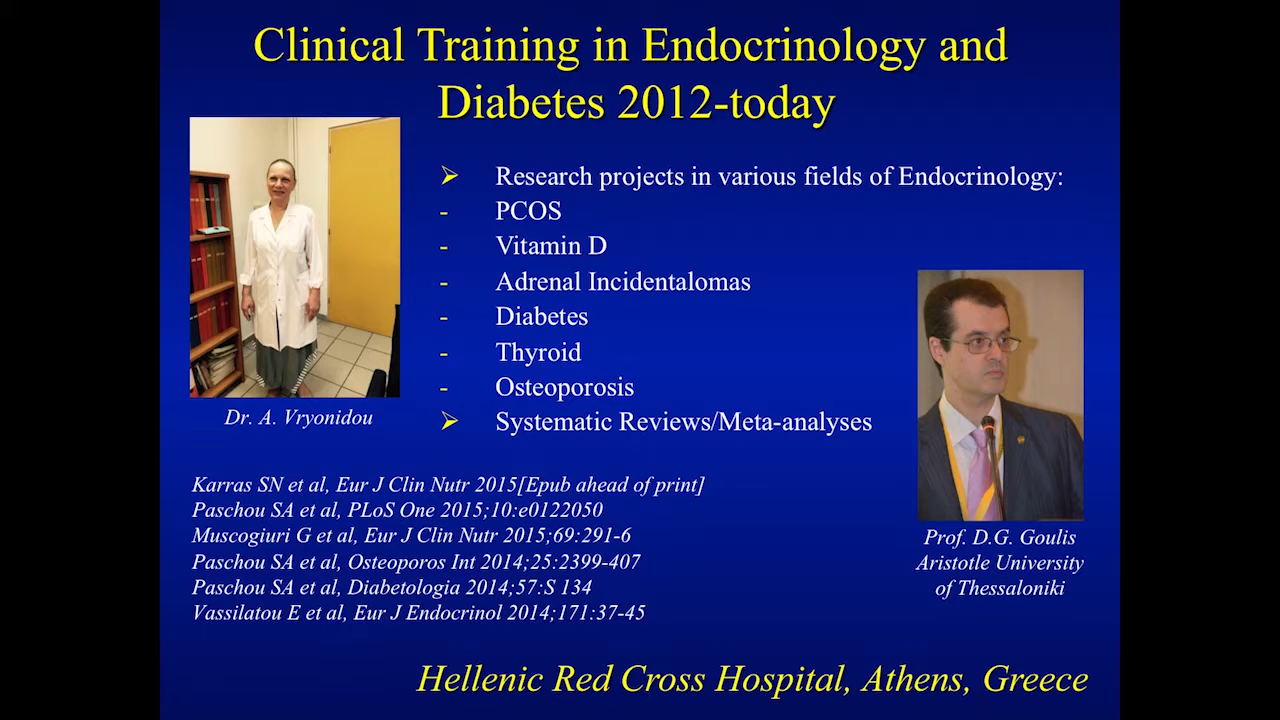 Clinical Training in Endocrinology and
Diabetes 2012-today
➢ Research projects in various fields of Endocrinology:
- PCOS
- Vitamin D
- Adrenal Incidentalomas
- Diabetes
- Thyroid
- Osteoporosis
➢ Systematic Reviews/Meta-analyses
Dr. A. Vryonidou
Karras SN et al, Eur J Clin Nutr 2015[Epub ahead of print]
Paschou SA et al, PLoS One 2015;10:e0122050
Muscogiuri G et al, Eur J Clin Nutr 2015;69:291-6
Paschou SA et al, Osteoporos Int 2014;25:2399-407
Paschou SA et al, Diabetologia 2014;57:S 134
Vassilatou E et al, Eur J Endocrinol 2014;171:37-45
Prof. D.G. Goulis
Aristotle University
of Thessaloniki
Hellenic Red Cross Hospital, Athens, Greece